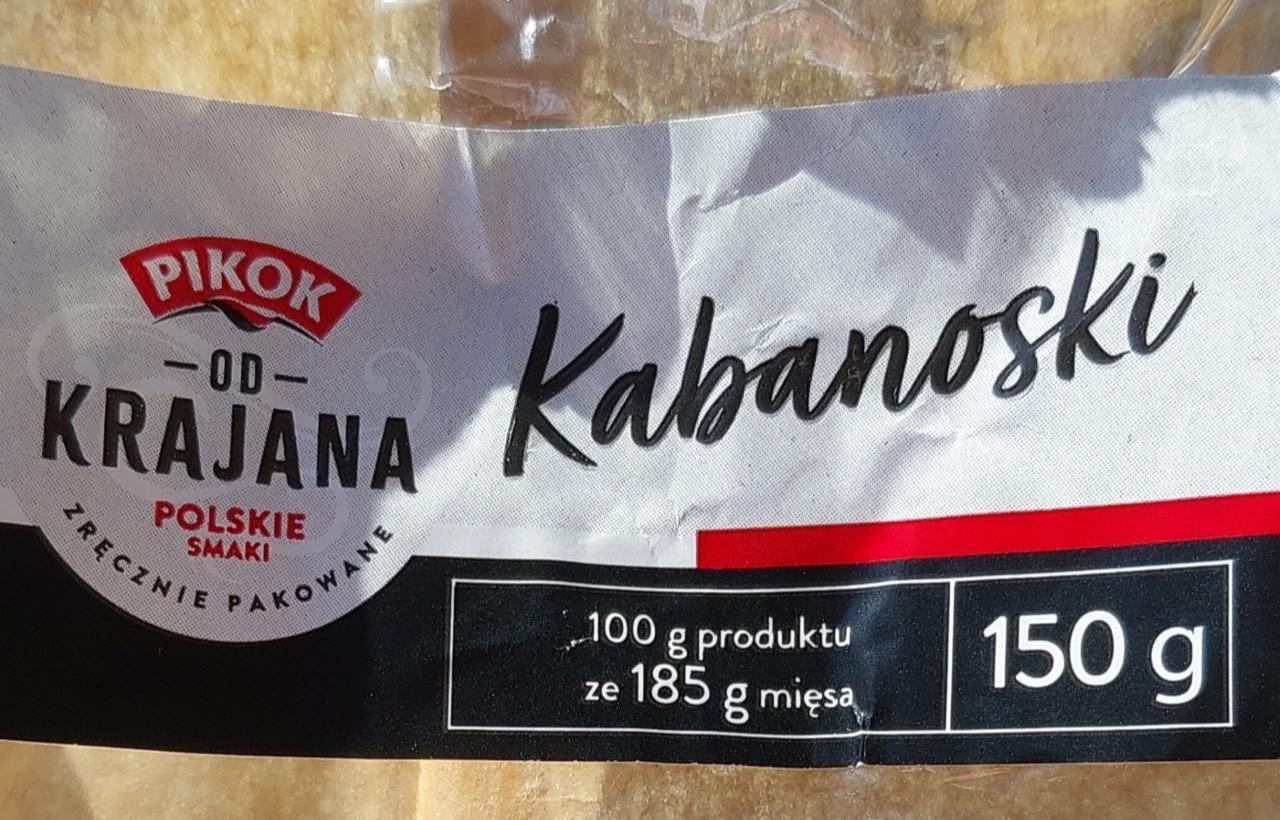 PIKOK
OD
KRAJANA
POLSKIE
SMAKI
ZRĘCZNIE PAKOWANE
Kabanoski
100 g produktu
ze 185 g mięsa
150 g